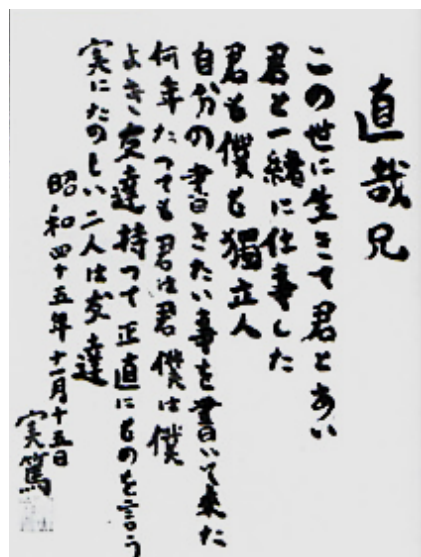 直哉兄
この世に生きて君とあい
君と一緒に仕事した
君も僕も獨立人
自分の書きたい事を書いて来た
何年たっても君は君僕は僕
よき友達持って正直にものを言う
実にたのしい二人は友達
昭和四十五年十二月十五日
実篤